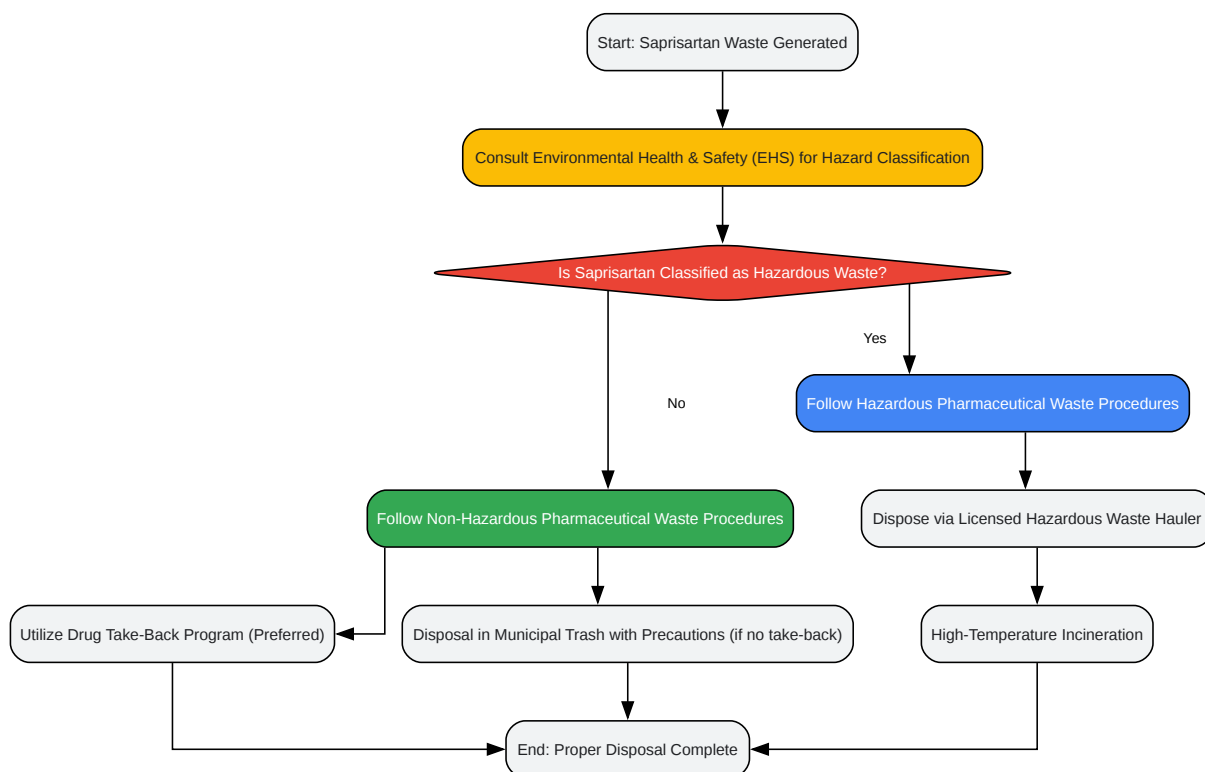 Start: Saprisartan Waste Generated
Consult Environmental Health & Safety (EHS) for Hazard Classification
Is Saprisartan Classified as Hazardous Waste?
Yes
No
Follow Hazardous Pharmaceutical Waste Procedures
Follow Non-Hazardous Pharmaceutical Waste Procedures
Dispose via Licensed Hazardous Waste Hauler
Utilize Drug Take-Back Program (Preferred)
Disposal in Municipal Trash with Precautions (if no take-back)
High-Temperature Incineration
End: Proper Disposal Complete